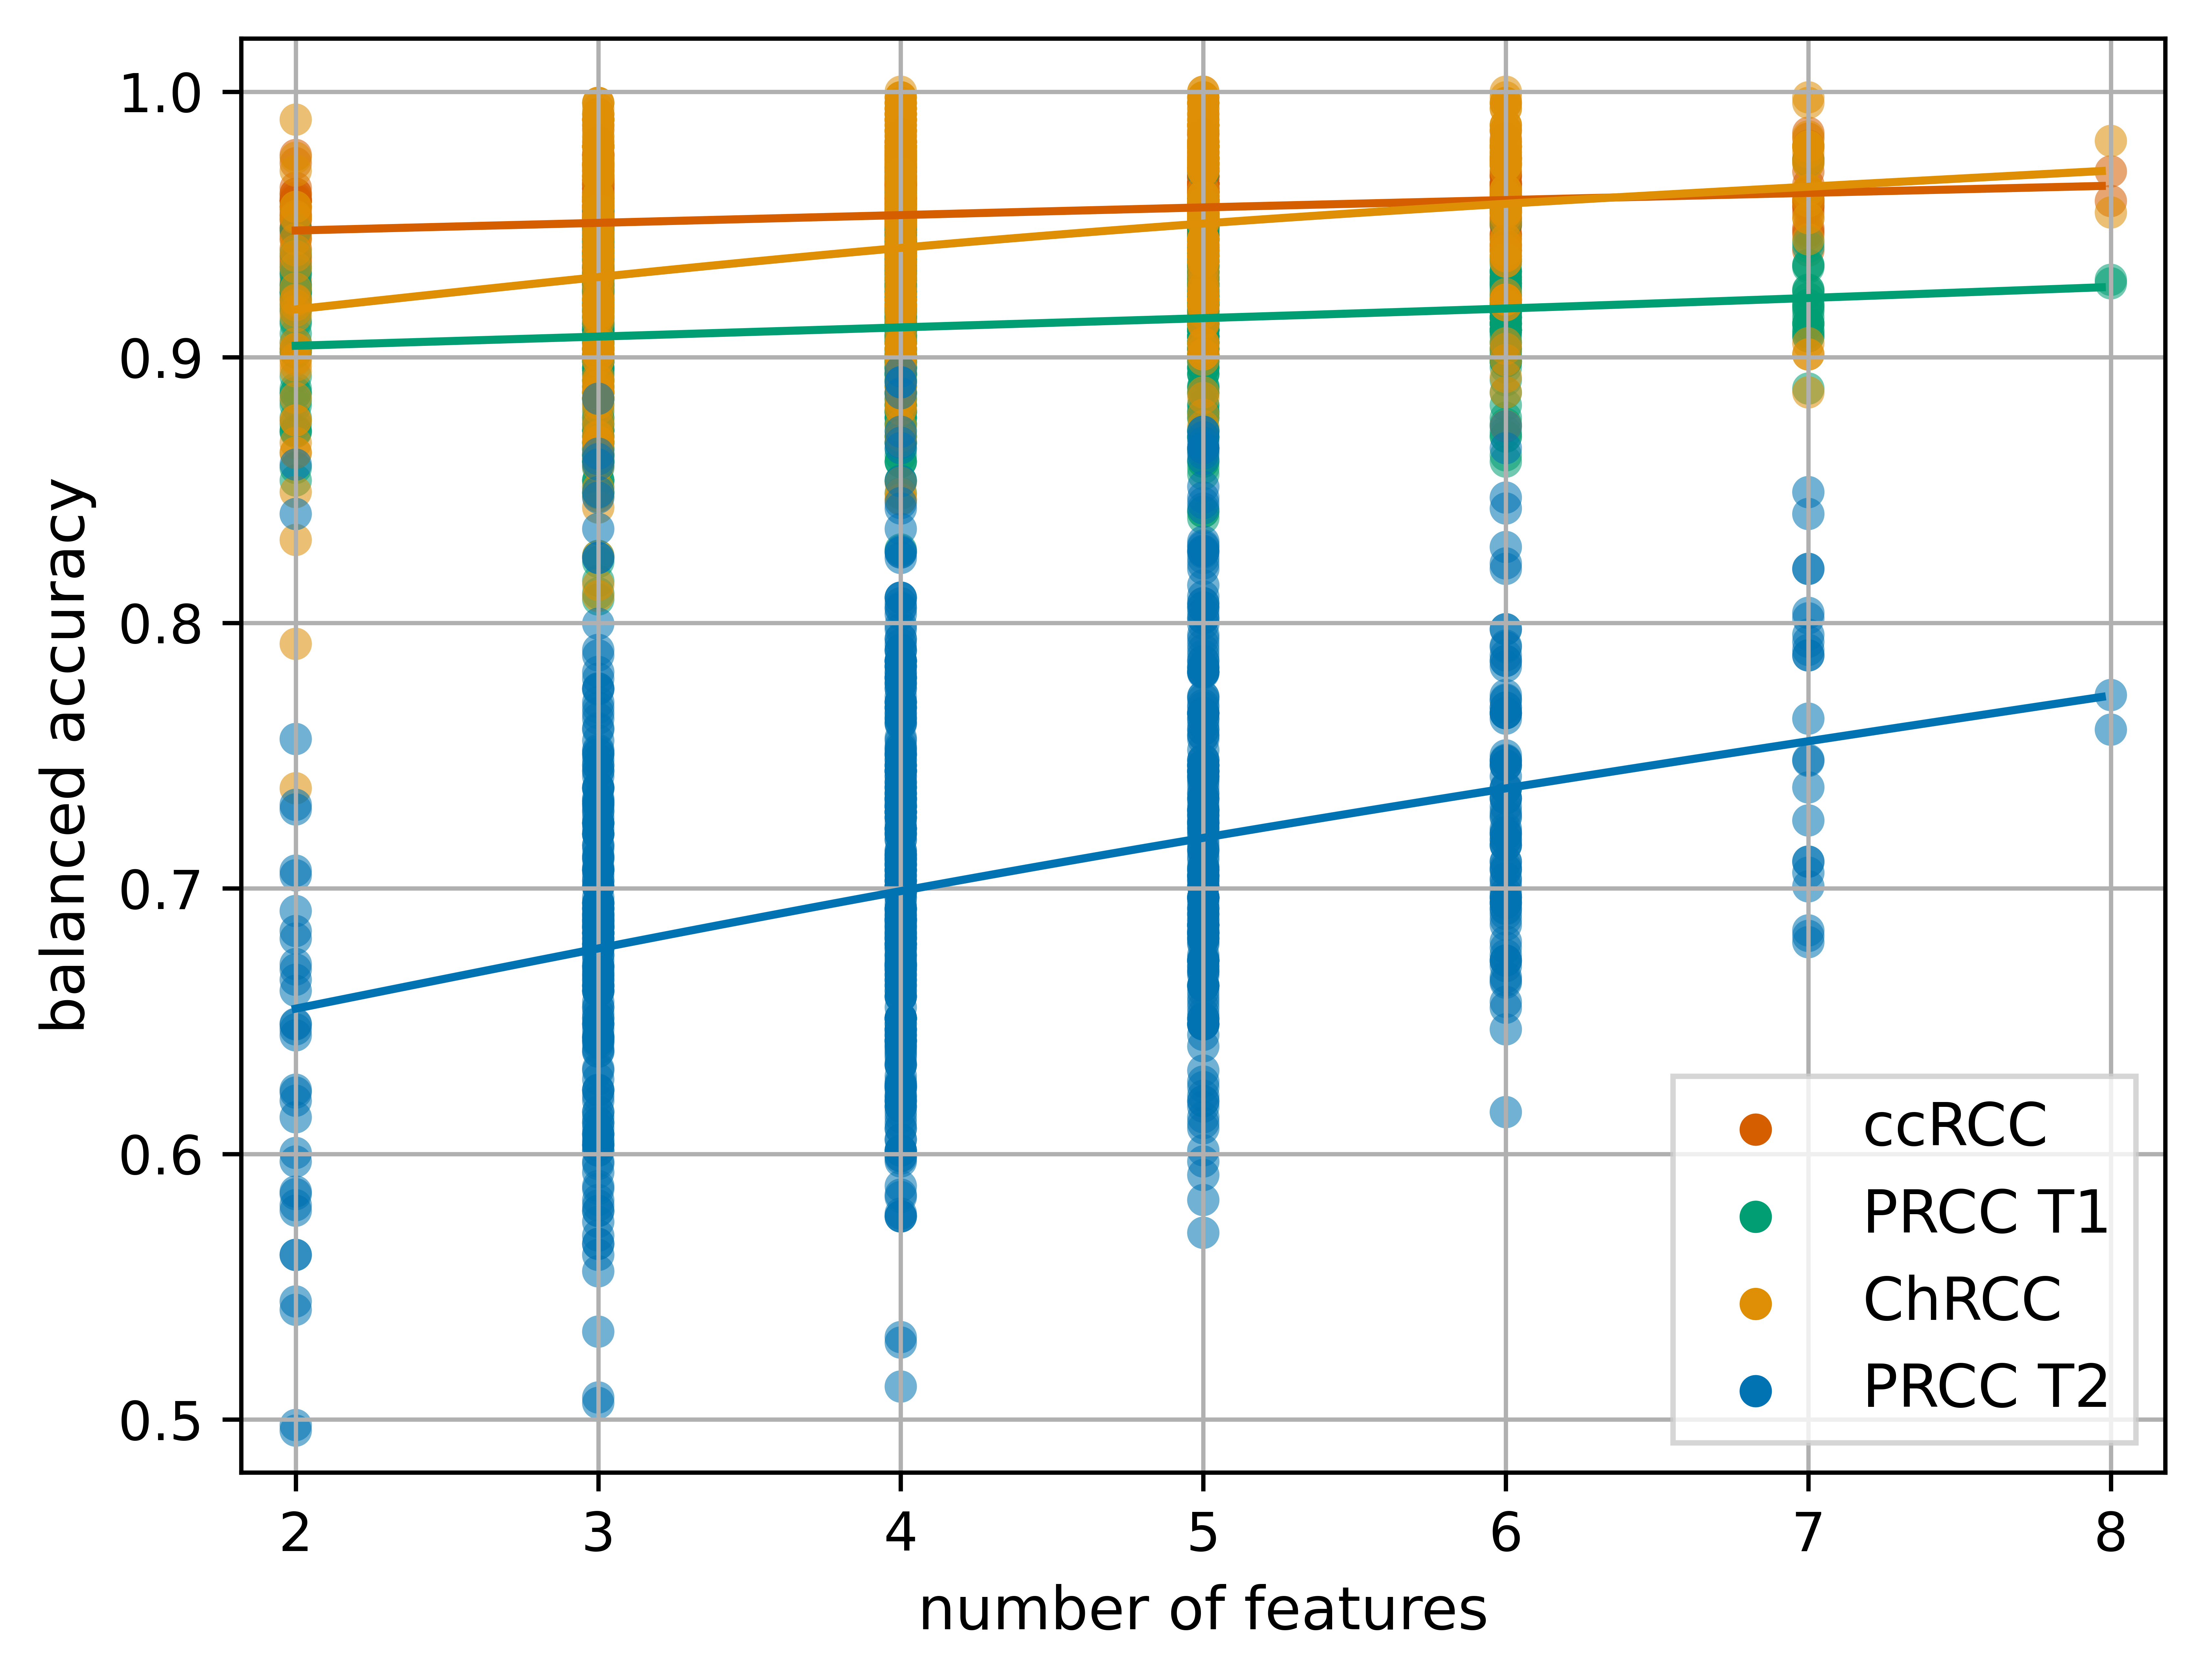 balanced accuracy
1.0
0.9
0.8
0.7
0.6
0.5
ccRCC
PRCC T1
ChRCC
PRCC T2
2 3 4 5 6 7 8
number of features